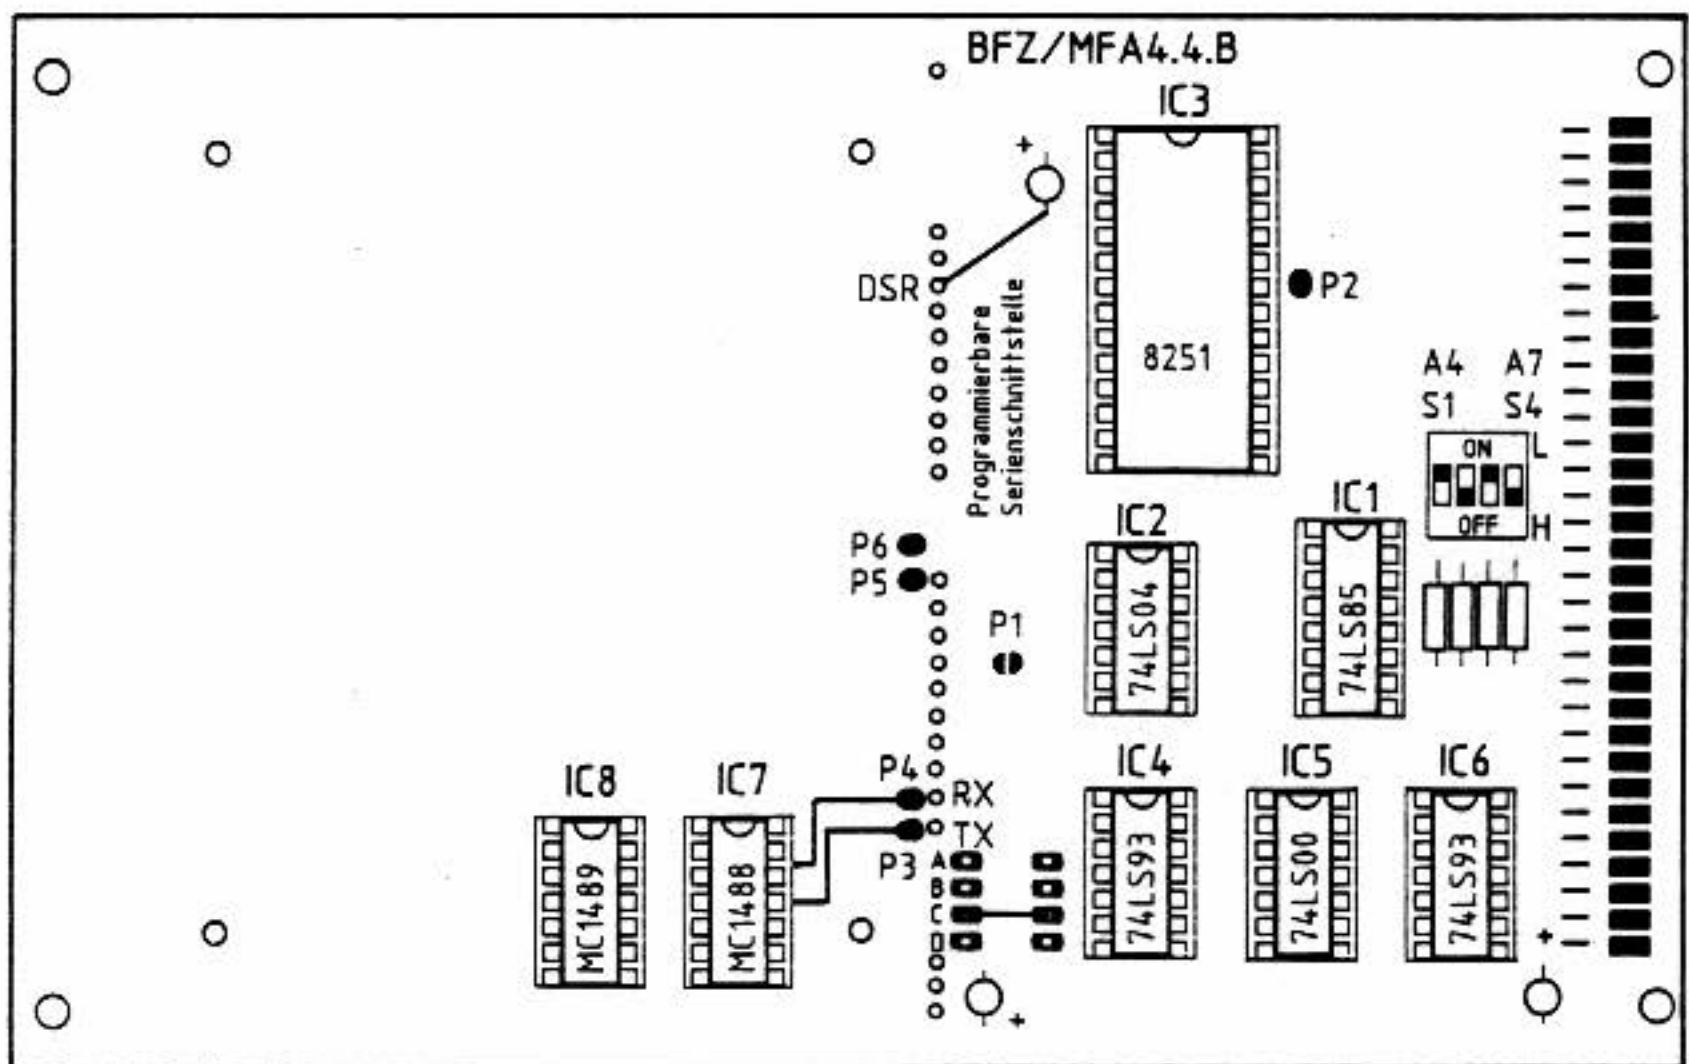 BFZ/MFA4.4.B
IC3
+
DSR
Programmierbare
Serienschnittstelle
8251
P2
A4 A7
S1 S4
ON L
OFF H
IC2
IC1
P6
P5
74LS04
74LS85
P1
IC8
IC7
P4
RX
TX
P3
A
B
C
D
IC4
IC5
IC6
MC1489
MC1488
74LS93
74LS00
74LS93
+
+